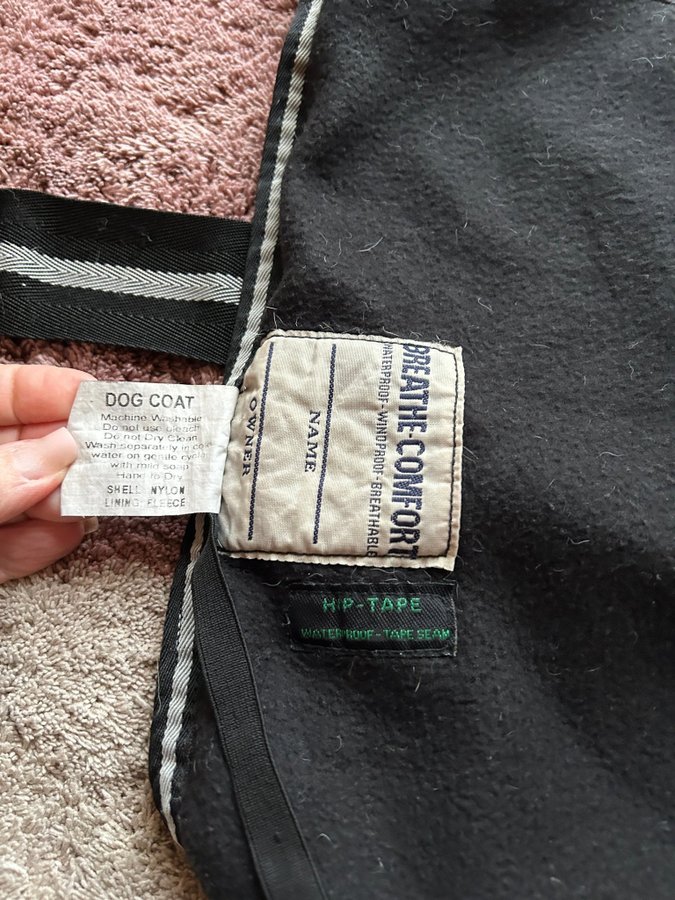 DOG COAT
Machine Washable
Do not use bleach
Do not Dry Clean
Wash separately in cold
water on gentle cycle
with mild soap
Hang to Dry
SHELL: NYLON
LINING: FLEECE
BREATHE-COMFORT
WATERPROOF-WINDPROOF-BREATHABLE
NAME
OWNER
HIP-TAPE
WATERPROOF-TAPE SEAM